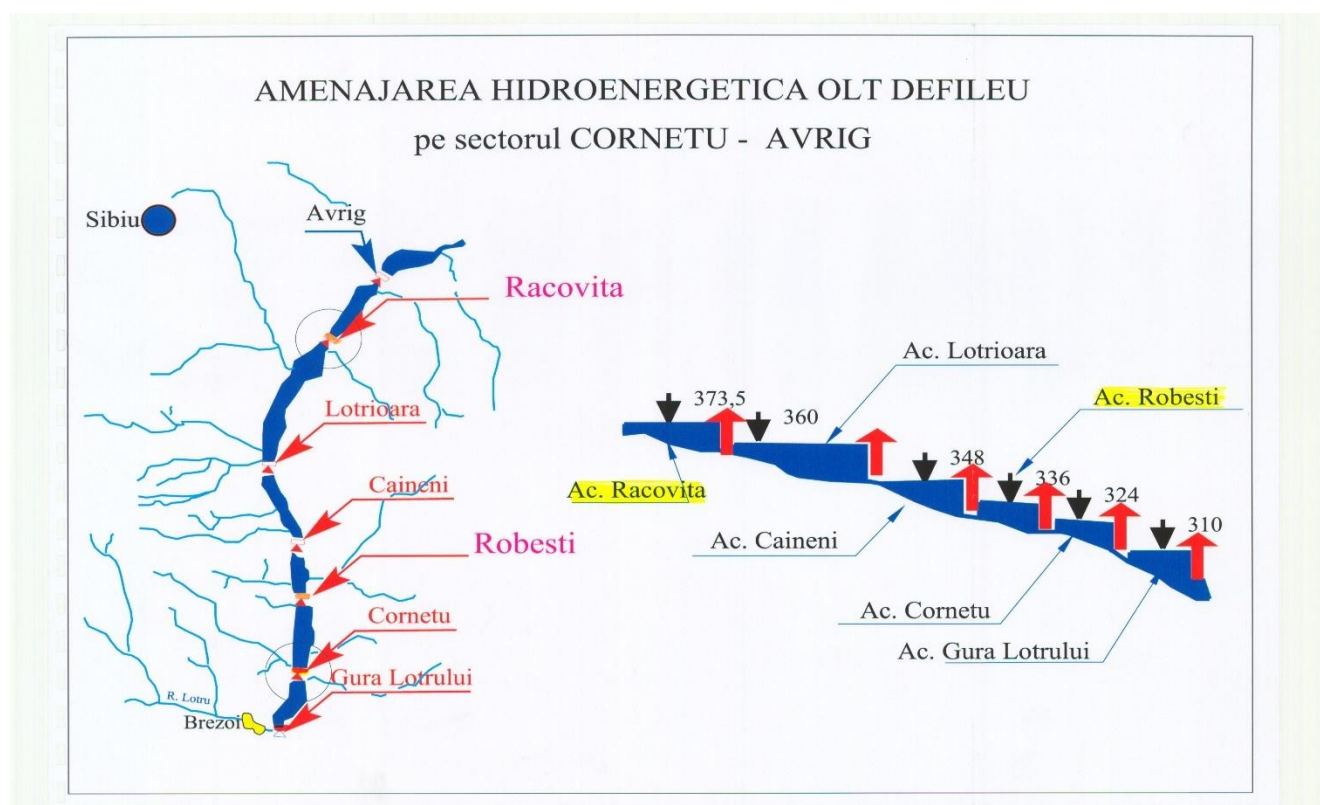 AMENAJAREA HIDROENERGETICA OLT DEFILEU
pe sectorul CORNETU - AVRIG
Sibiu
Avrig
Racovita
Lotrioara
Caineni
Robesti
Cornetu
Gura Lotrului
R. Lotru
Brezoi
Ac. Lotrioara
Ac. Robesti
373,5
360
348
336
324
310
Ac. Racovita
Ac. Caineni
Ac. Cornetu
Ac. Gura Lotrului